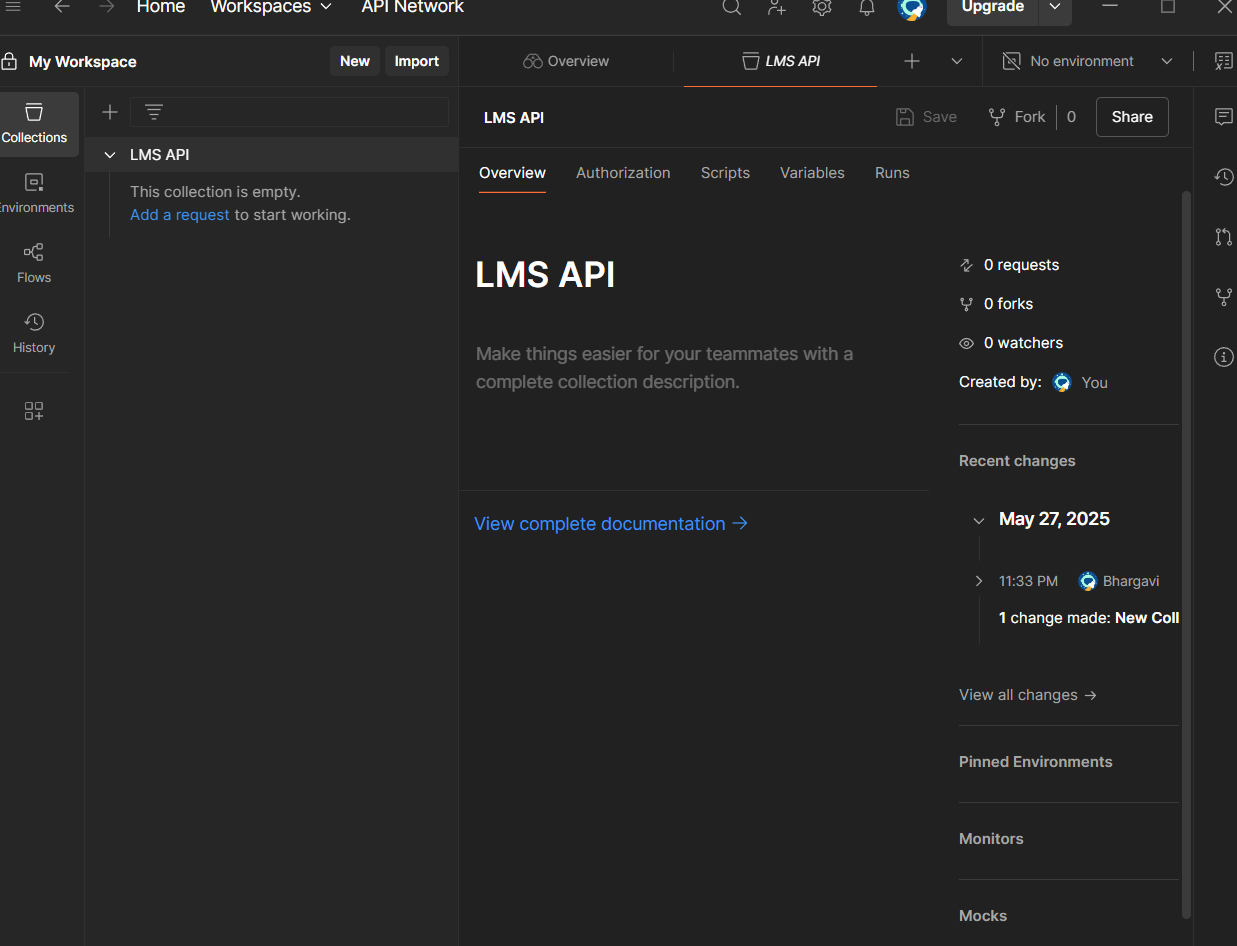 Home Workspaces API Network Upgrade
My Workspace New Import Overview LMS API No environment
Collections
Environments
Flows
History
LMS API
This collection is empty.
Add a request to start working.
LMS API Save Fork 0 Share
Overview Authorization Scripts Variables Runs
LMS API
Make things easier for your teammates with a
complete collection description.
View complete documentation →
0 requests
0 forks
0 watchers
Created by: You
Recent changes
May 27, 2025
11:33 PM Bhargavi
1 change made: New Coll
View all changes →
Pinned Environments
Monitors
Mocks